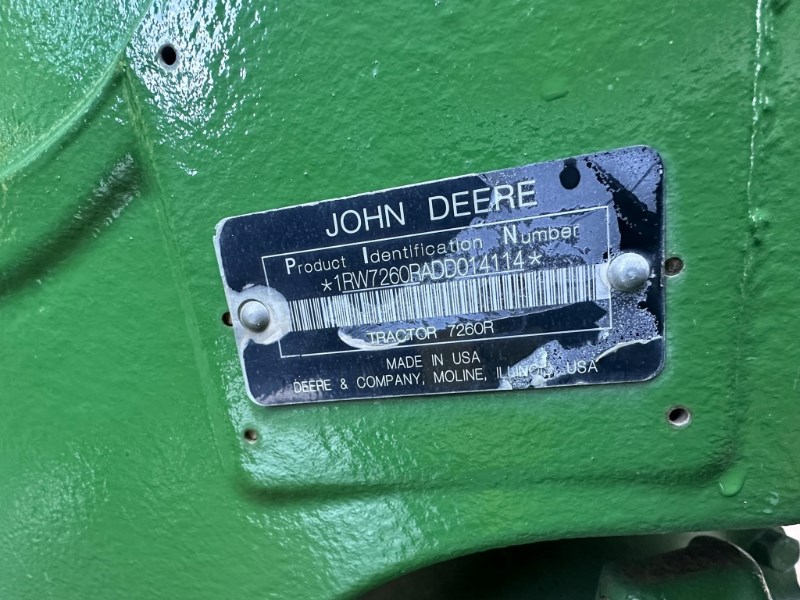 JOHN DEERE
Product Identification Number
*1RW7260RADD014114*
TRACTOR 7260R
MADE IN USA
DEERE & COMPANY, MOLINE, ILLINOIS, USA